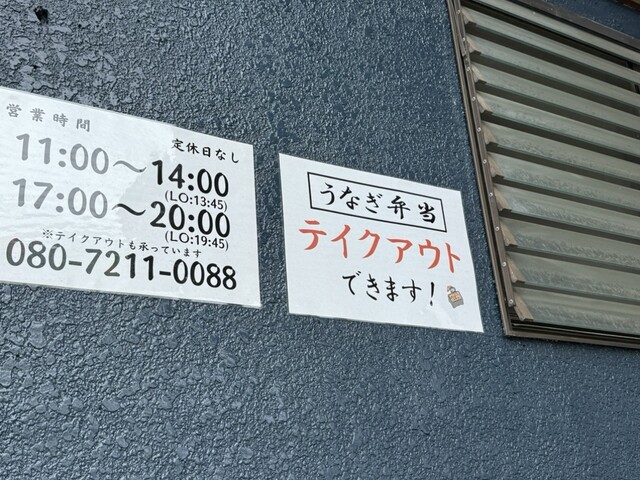 営業時間
定休日なし
11:00～14:00
(LO:13:45)
17:00～20:00
(LO:19:45)
※テイクアウトも承っています
080-7211-0088
うなぎ弁当
テイクアウト
できます!